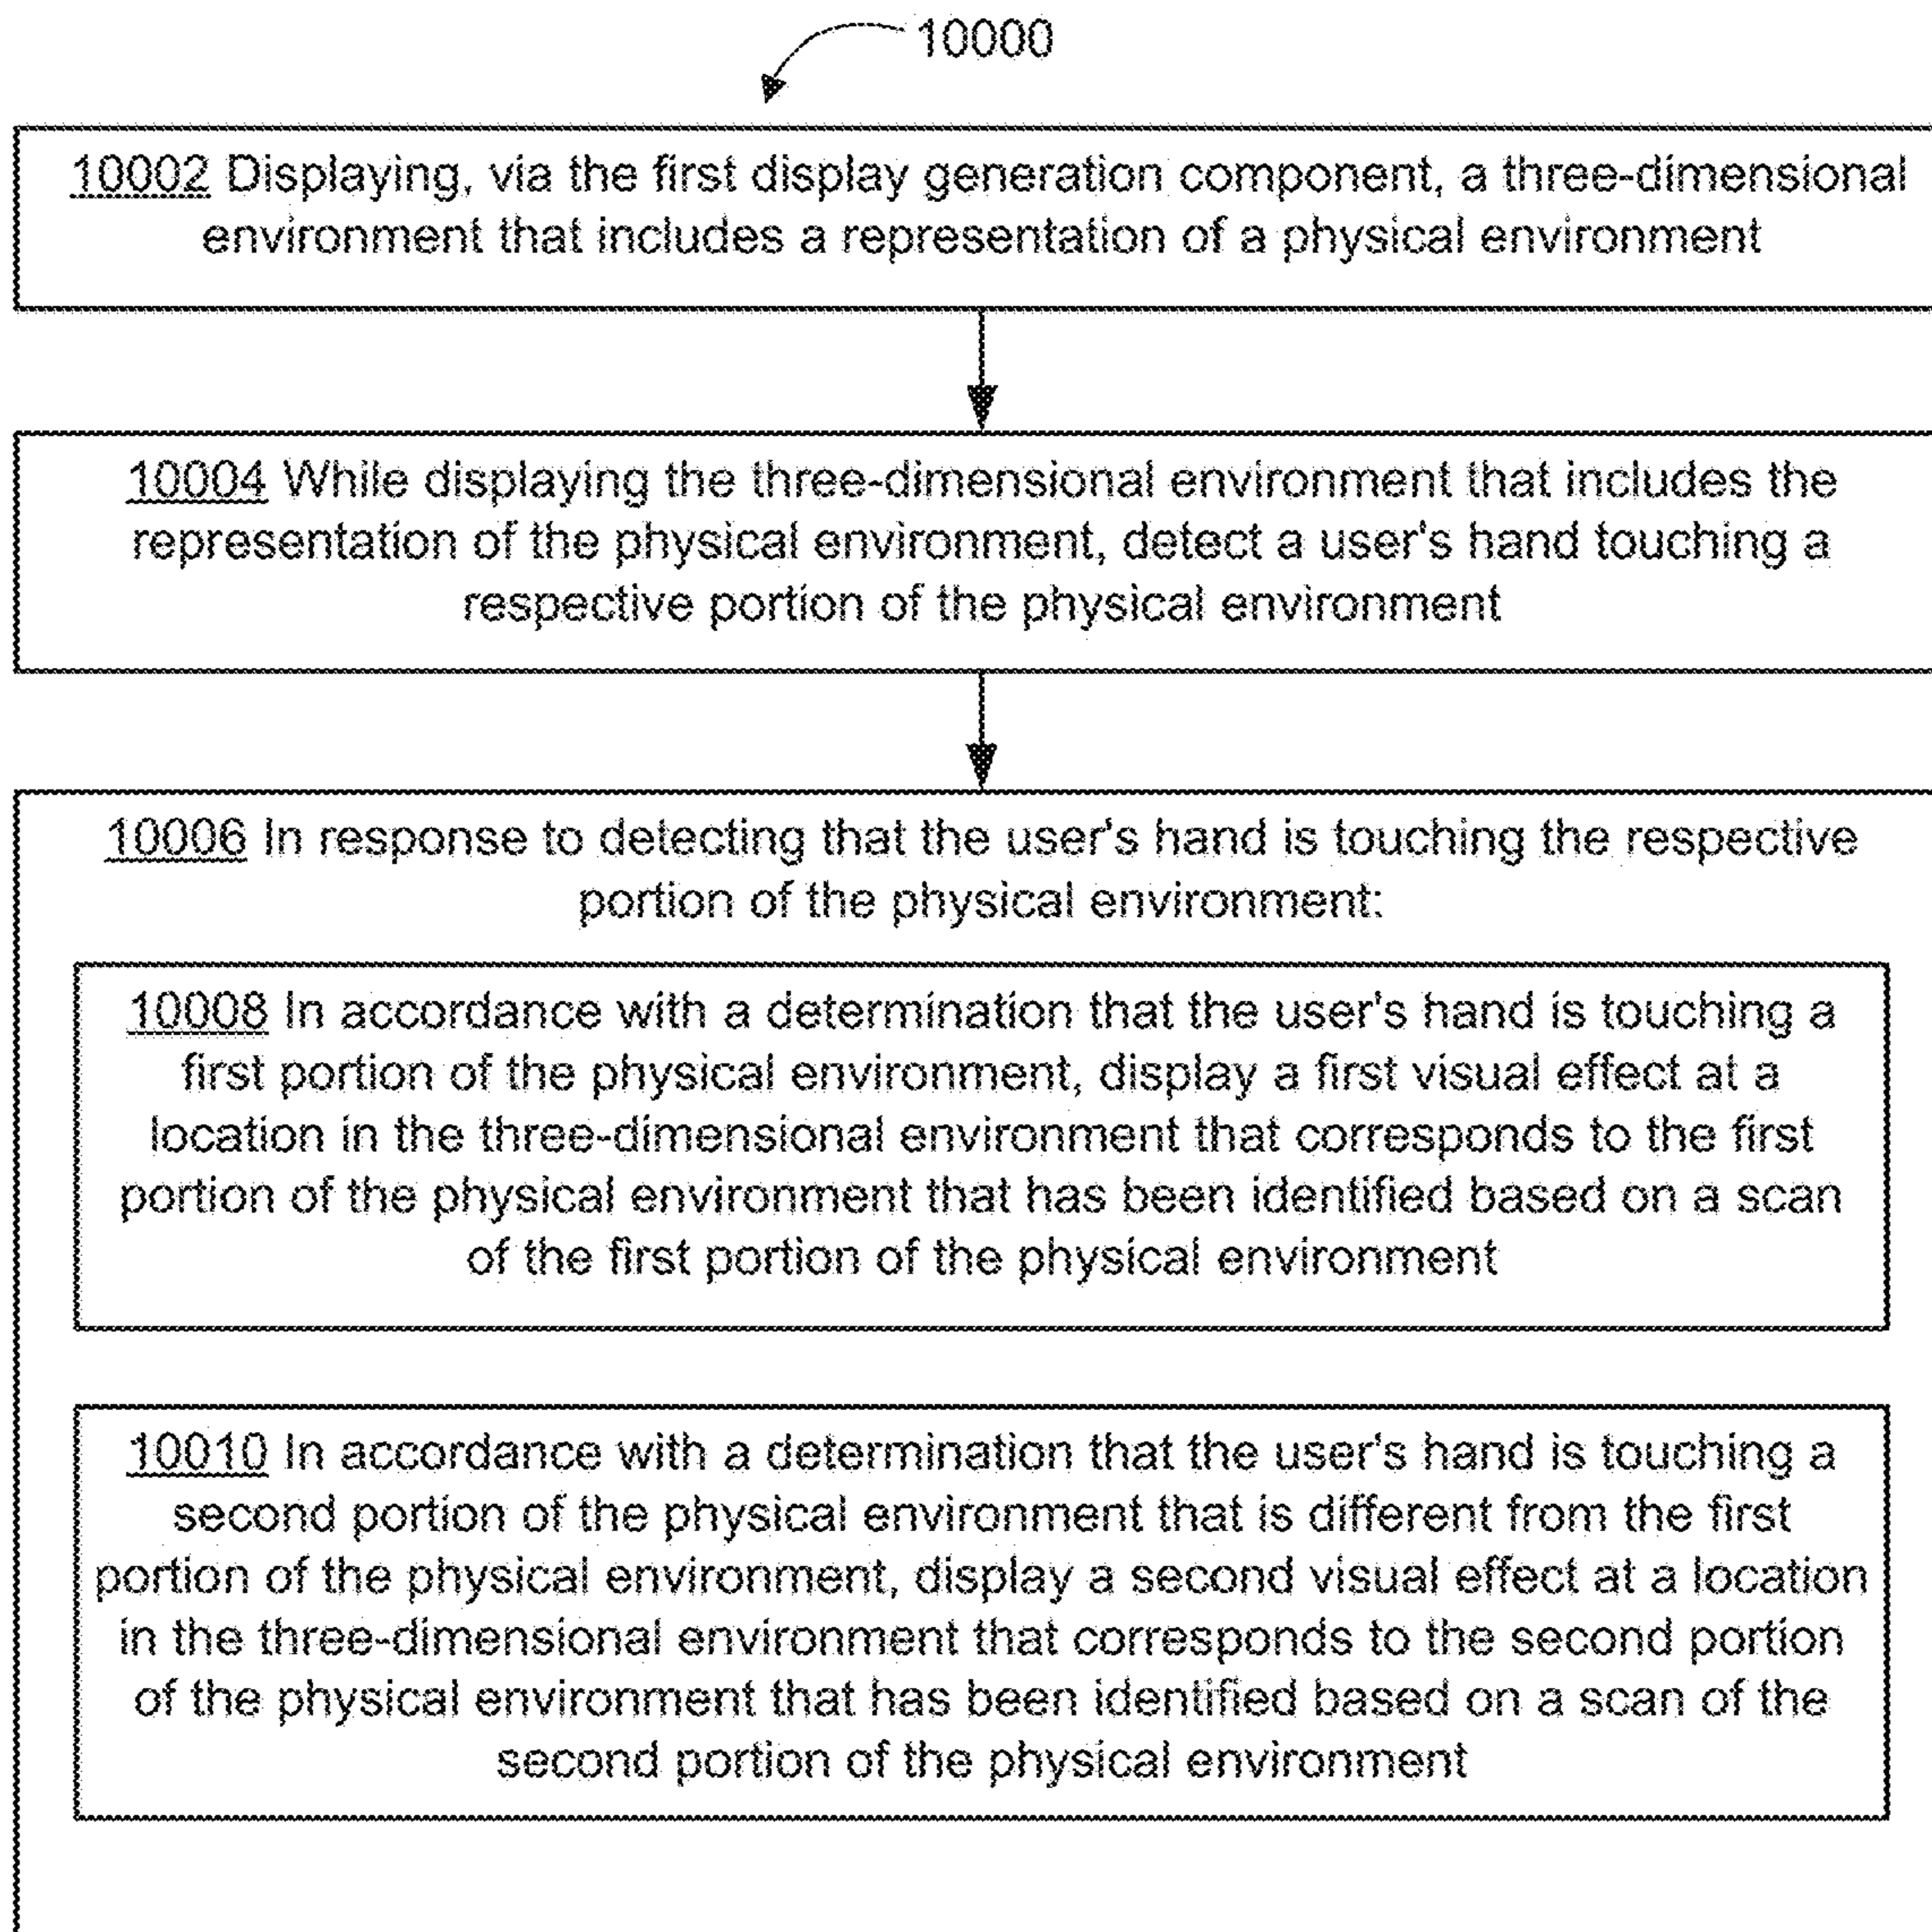 10000
10002 Displaying, via the first display generation component, a three-dimensional
environment that includes a representation of a physical environment
10004 While displaying the three-dimensional environment that includes the
representation of the physical environment, detect a user's hand touching a
respective portion of the physical environment
10006 In response to detecting that the user's hand is touching the respective
portion of the physical environment:
10008 In accordance with a determination that the user's hand is touching a
first portion of the physical environment, display a first visual effect at a
location in the three-dimensional environment that corresponds to the first
portion of the physical environment that has been identified based on a scan
of the first portion of the physical environment
10010 In accordance with a determination that the user's hand is touching a
second portion of the physical environment that is different from the first
portion of the physical environment, display a second visual effect at a location
in the three-dimensional environment that corresponds to the second portion
of the physical environment that has been identified based on a scan of the
second portion of the physical environment